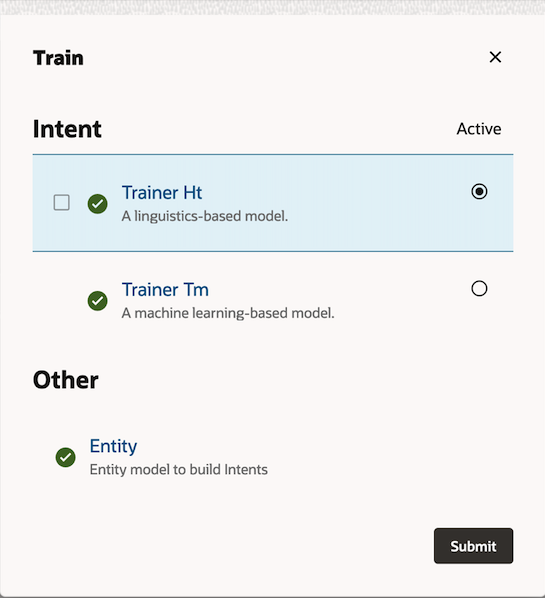 Train
Intent
Active
Trainer Ht
A linguistics-based model.
Trainer Tm
A machine learning-based model.
Other
Entity
Entity model to build Intents
Submit